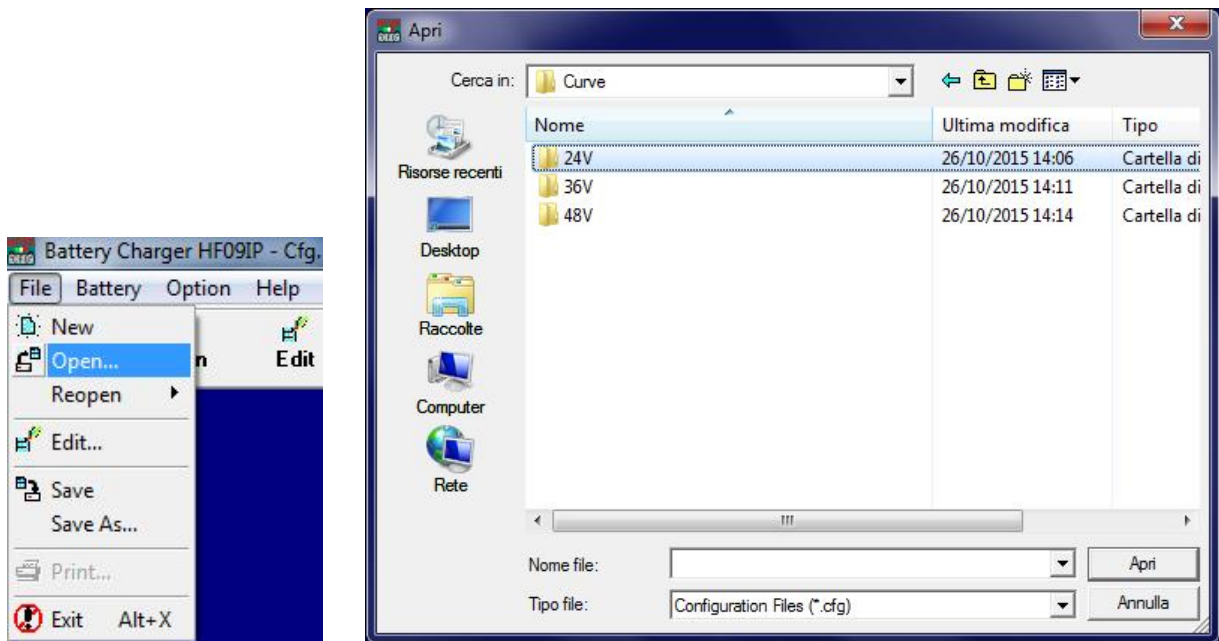 Battery Charger HF09IP - Cfg.
File Battery Option Help
New
Open...
n Edit
Reopen
Edit...
Save
Save As...
Print...
Exit Alt+X
Apri
Cerca in: Curve
Nome Ultima modifica Tipo
24V 26/10/2015 14:06 Cartella di
36V 26/10/2015 14:11 Cartella di
48V 26/10/2015 14:14 Cartella di
Risorse recenti
Desktop
Raccolte
Computer
Rete
Nome file: Apri
Tipo file: Configuration Files (*.cfg) Annulla